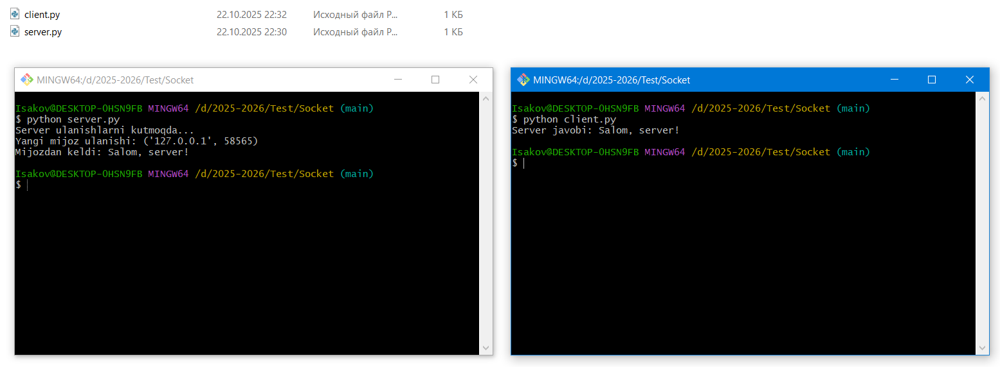 client.py 22.10.2025 22:32 Исходный файл P... 1 КБ
server.py 22.10.2025 22:30 Исходный файл P... 1 КБ
MINGW64:/d/2025-2026/Test/Socket
Isakov@DESKTOP-OHSN9FB MINGW64 /d/2025-2026/Test/Socket (main)
$ python server.py
Server ulanishlarni kutmoqda...
Yangi mijoz ulanishi: ('127.0.0.1', 58565)
Mijozdan keldi: Salom, server!
Isakov@DESKTOP-OHSN9FB MINGW64 /d/2025-2026/Test/Socket (main)
$
MINGW64:/d/2025-2026/Test/Socket
Isakov@DESKTOP-OHSN9FB MINGW64 /d/2025-2026/Test/Socket (main)
$ python client.py
Server javobi: Salom, server!
Isakov@DESKTOP-OHSN9FB MINGW64 /d/2025-2026/Test/Socket (main)
$